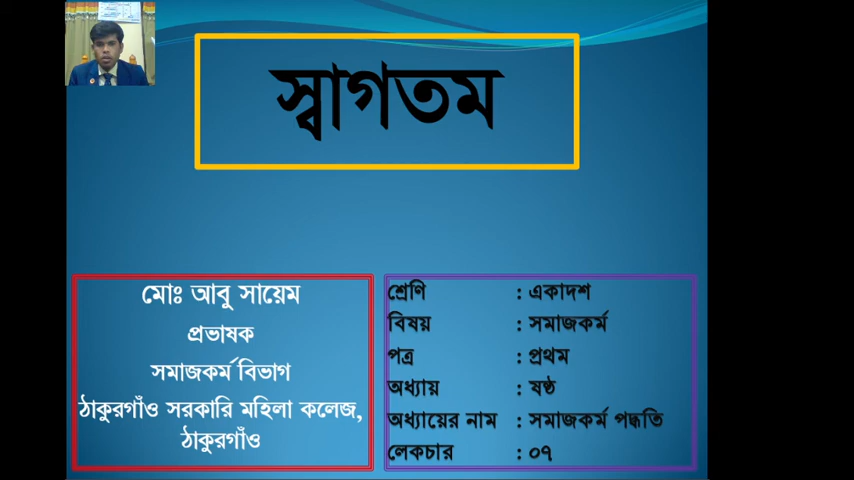 স্বাগতম
মোঃ আবু সায়েম
প্রভাষক
সমাজকর্ম বিভাগ
ঠাকুরগাঁও সরকারি মহিলা কলেজ,
ঠাকুরগাঁও
শ্রেণি : একাদশ
বিষয় : সমাজকর্ম
পত্র : প্রথম
অধ্যায় : ষষ্ঠ
অধ্যায়ের নাম : সমাজকর্ম পদ্ধতি
লেকচার : ০৭